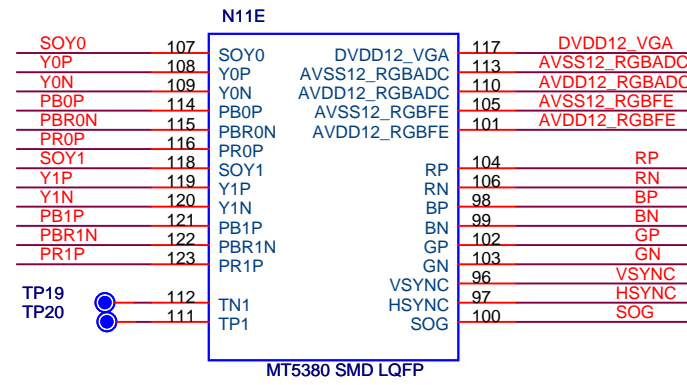 N11E
SOY0 107 SOY0 DVDD12_VGA 117 DVDD12_VGA
Y0P 108 Y0P AVSS12_RGBADC 113 AVSS12_RGBADC
Y0N 109 Y0N AVDD12_RGBADC 110 AVDD12_RGBADC
PB0P 114 PB0P AVSS12_RGBFE 105 AVSS12_RGBFE
PBR0N 115 PBR0N AVDD12_RGBFE 101 AVDD12_RGBFE
PR0P 116 PR0P
SOY1 118 SOY1 RP 104 RP
Y1P 119 Y1P RN 106 RN
Y1N 120 Y1N BP 98 BP
PB1P 121 PB1P BN 99 BN
PBR1N 122 PBR1N GP 102 GP
PR1P 123 PR1P GN 103 GN
VSYNC 96 VSYNC
TP19 112 TN1 HSYNC 97 HSYNC
TP20 111 TP1 SOG 100 SOG
MT5380 SMD LQFP